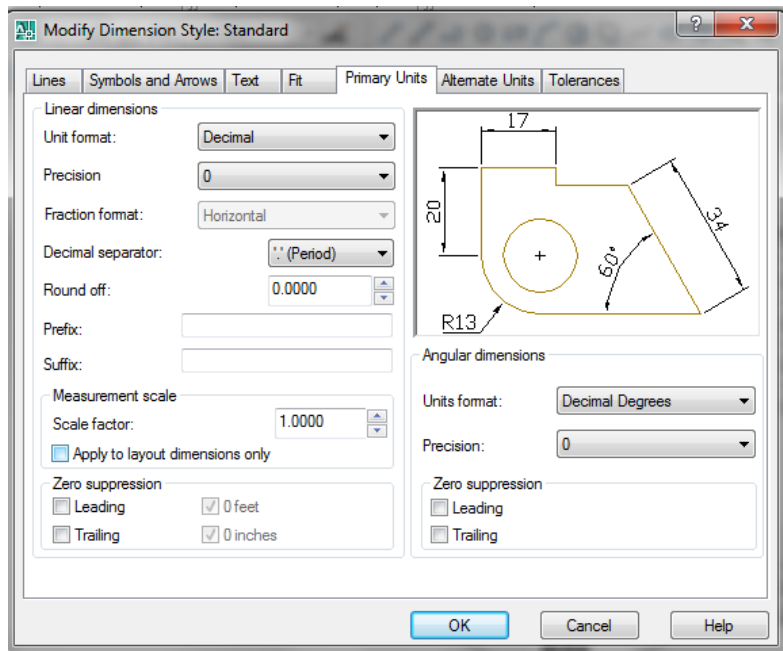 Modify Dimension Style: Standard
Lines Symbols and Arrows Text Fit Primary Units Alternate Units Tolerances
Linear dimensions
Unit format: Decimal
Precision 0
Fraction format: Horizontal
Decimal separator: '.' (Period)
Round off: 0.0000
Prefix:
Suffix:
Measurement scale
Scale factor: 1.0000
Apply to layout dimensions only
Zero suppression
Leading 0 feet
Trailing 0 inches
17
20
34
60°
R13
Angular dimensions
Units format: Decimal Degrees
Precision: 0
Zero suppression
Leading
Trailing
OK Cancel Help